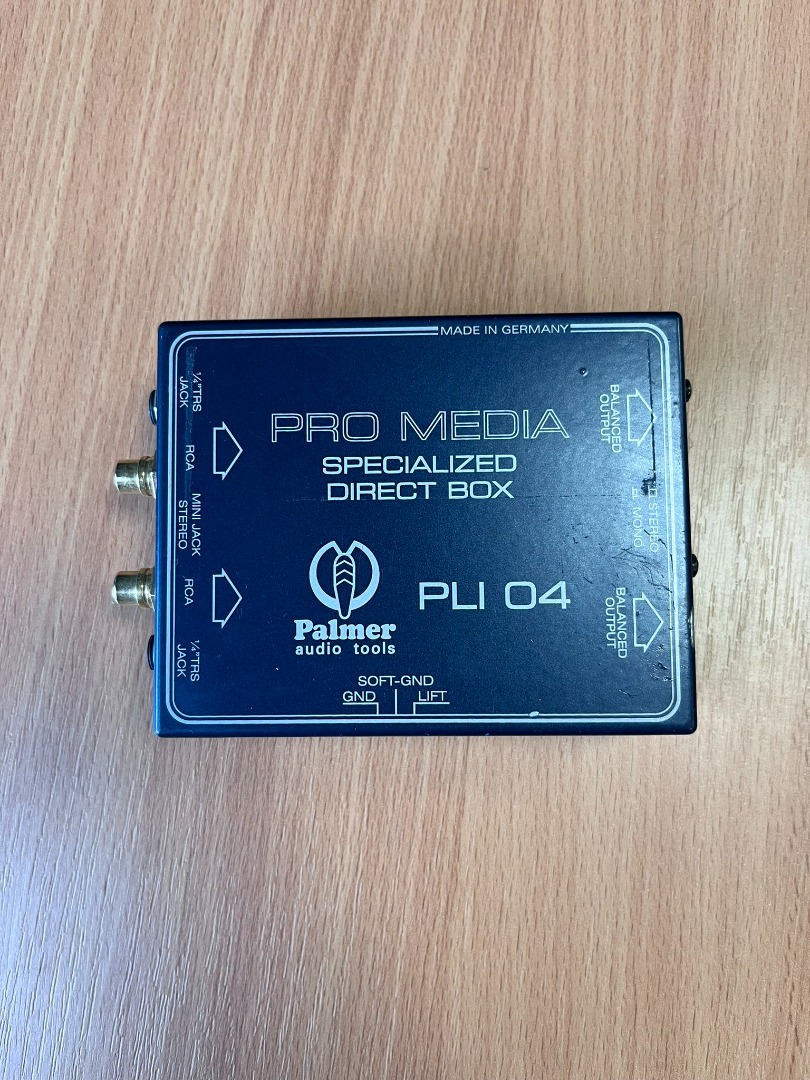 MADE IN GERMANY
¼"TRS
JACK
RCA
MINI JACK
STEREO
RCA
¼"TRS
JACK
PRO MEDIA
SPECIALIZED
DIRECT BOX
PLI 04
Palmer
audio tools
SOFT-GND
GND LIFT
BALANCED
OUTPUT
STEREO
MONO
BALANCED
OUTPUT